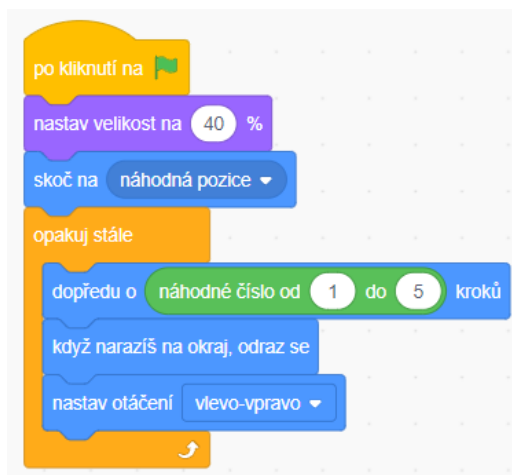 po kliknutí na
nastav velikost na 40 %
skoč na náhodná pozice
opakuj stále
dopředu o náhodné číslo od 1 do 5 kroků
když narazíš na okraj, odraz se
nastav otáčení vlevo-vpravo